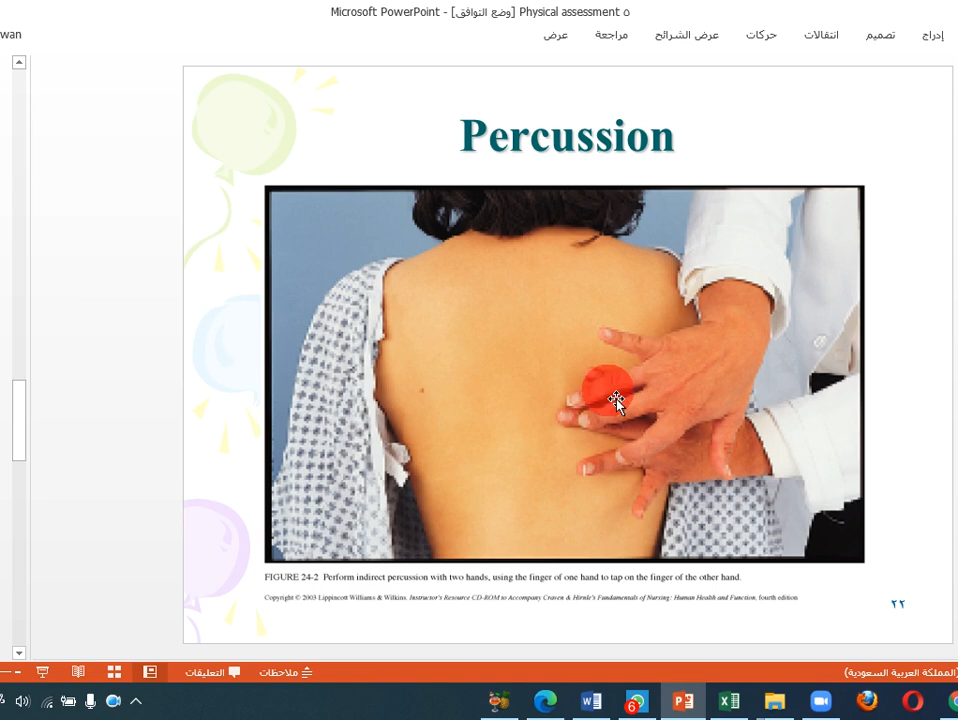 Microsoft PowerPoint - [وضع التوافق] Physical assessment ٥
إدراج تصميم انتقالات حركات عرض الشرائح مراجعة عرض wan
Percussion
FIGURE 24-2 Perform indirect percussion with two hands, using the finger of one hand to tap on the finger of the other hand.
Copyright © 2003 Lippincott Williams & Wilkins. Instructor's Resource CD-ROM to Accompany Craven & Hirnle's Fundamentals of Nursing: Human Health and Function, fourth edition
٢٢
(المملكة العربية السعودية) ملاحظات التعليقات
6